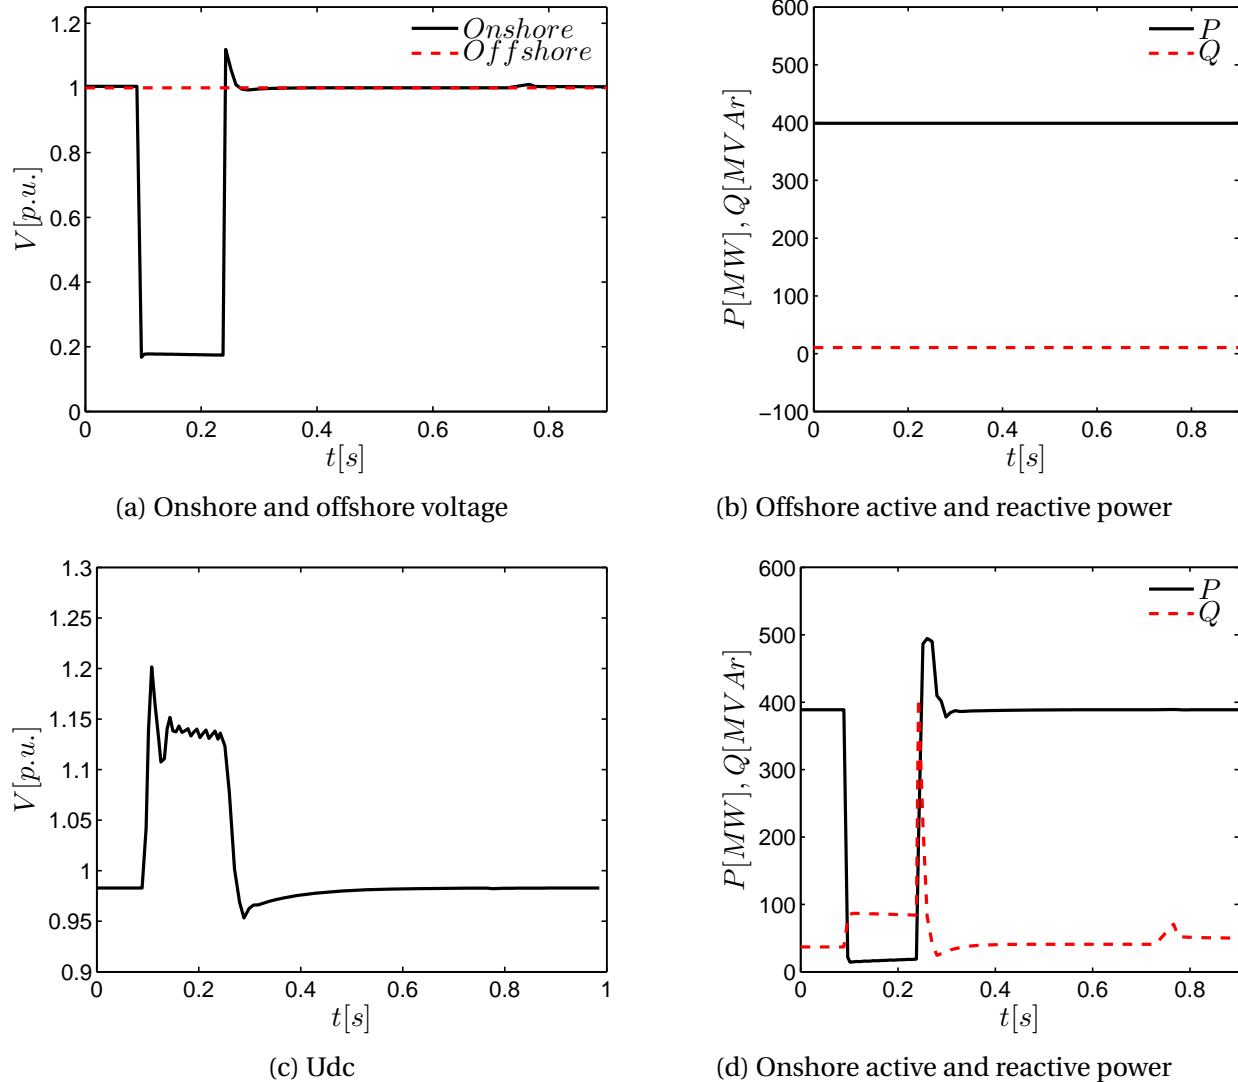 1.2
1
0.8
0.6
0.4
0.2
0
0 0.2 0.4 0.6 0.8
V[p.u.]
t[s]
Onshore
Offshore
(a) Onshore and offshore voltage
600
500
400
300
200
100
0
−100
0 0.2 0.4 0.6 0.8
P[MW], Q[MVAr]
t[s]
P
Q
(b) Offshore active and reactive power
1.3
1.25
1.2
1.15
1.1
1.05
1
0.95
0.9
0 0.2 0.4 0.6 0.8 1
V[p.u.]
t[s]
(c) Udc
600
500
400
300
200
100
0
0 0.2 0.4 0.6 0.8
P[MW], Q[MVAr]
t[s]
P
Q
(d) Onshore active and reactive power